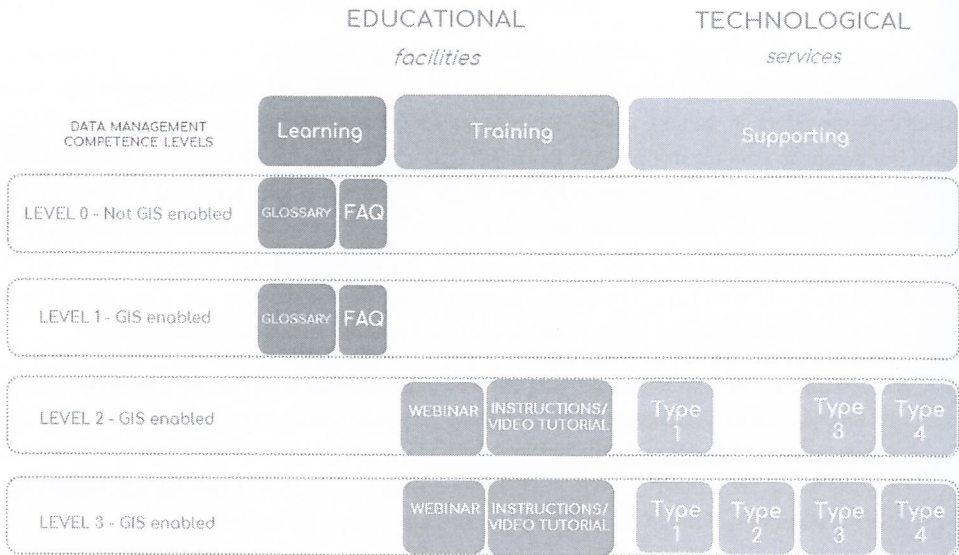 EDUCATIONAL
facilities
TECHNOLOGICAL
services
DATA MANAGEMENT
COMPETENCE LEVELS
Learning
Training
Supporting
LEVEL 0 - Not GIS enabled
GLOSSARY
FAQ
LEVEL 1 - GIS enabled
GLOSSARY
FAQ
LEVEL 2 - GIS enabled
WEBINAR
INSTRUCTIONS/
VIDEO TUTORIAL
Type
1
Type
3
Type
4
LEVEL 3 - GIS enabled
WEBINAR
INSTRUCTIONS/
VIDEO TUTORIAL
Type
1
Type
2
Type
3
Type
4